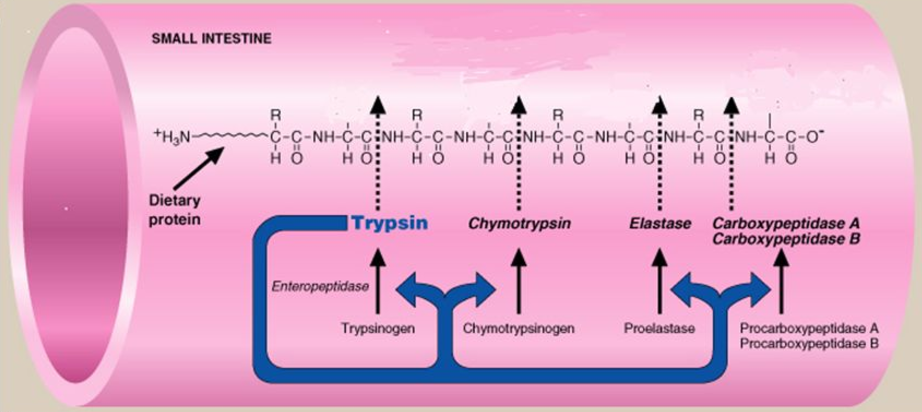 SMALL INTESTINE
R R R
+H3N C-C-NH-C-C-NH-C-C-NH-C-C-NH-C-C-NH-C-C-NH-C-C-NH-C-C-O-
H O H O H O H O H O H O H O H O
Dietary
protein
Trypsin Chymotrypsin Elastase Carboxypeptidase A
Carboxypeptidase B
Enteropeptidase
Trypsinogen Chymotrypsinogen Proelastase Procarboxypeptidase A
Procarboxypeptidase B